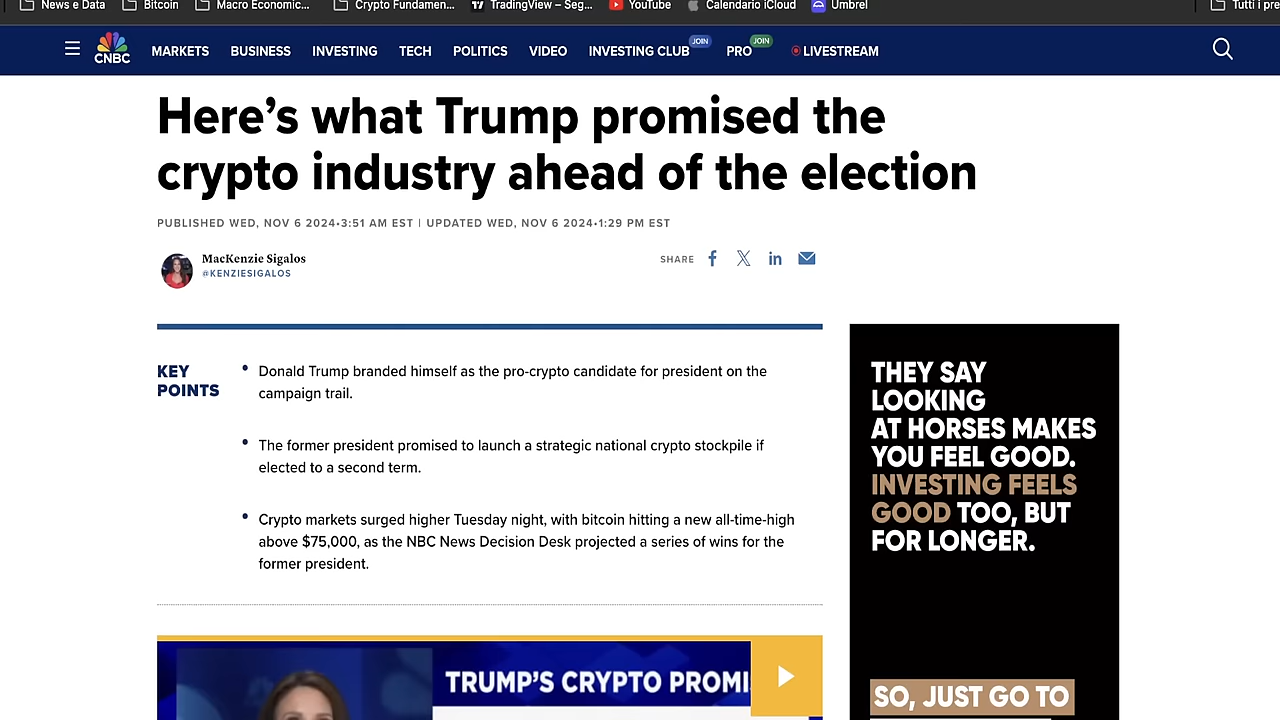 News e Data Bitcoin Macro Economic... Crypto Fundamen... TradingView – Seg... YouTube Calendario iCloud Umbrel Tutti i pre
CNBC MARKETS BUSINESS INVESTING TECH POLITICS VIDEO INVESTING CLUB JOIN PRO JOIN LIVESTREAM
Here's what Trump promised the
crypto industry ahead of the election
PUBLISHED WED, NOV 6 2024•3:51 AM EST | UPDATED WED, NOV 6 2024•1:29 PM EST
MacKenzie Sigalos
@KENZIESIGALOS
SHARE
KEY
POINTS
• Donald Trump branded himself as the pro-crypto candidate for president on the
campaign trail.
• The former president promised to launch a strategic national crypto stockpile if
elected to a second term.
• Crypto markets surged higher Tuesday night, with bitcoin hitting a new all-time-high
above $75,000, as the NBC News Decision Desk projected a series of wins for the
former president.
TRUMP'S CRYPTO PROMI
THEY SAY
LOOKING
AT HORSES MAKES
YOU FEEL GOOD.
INVESTING FEELS
GOOD TOO, BUT
FOR LONGER.
SO, JUST GO TO